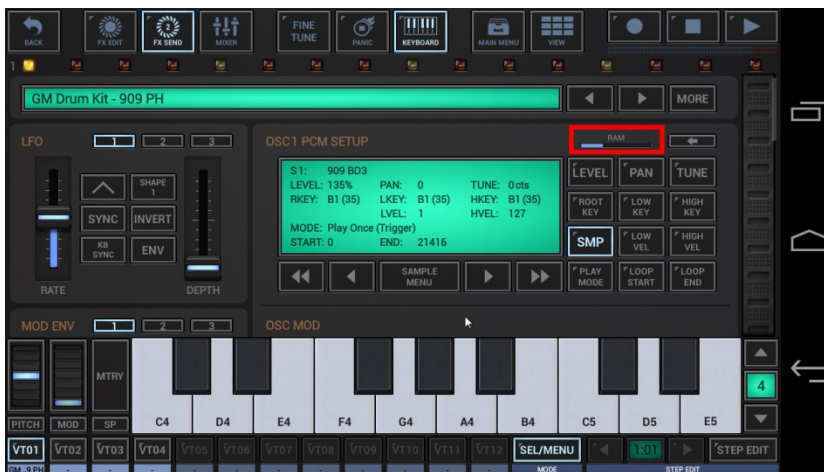 BACK
FX EDIT
2
FX SEND
MIXER
FINE TUNE
PANIC
KEYBOARD
MAIN MENU
VIEW
1
GM Drum Kit - 909 PH
MORE
LFO 1 2 3
OSC1 PCM SETUP
RAM
S 1: 909 BD3
LEVEL: 135% PAN: 0 TUNE: 0cts
RKEY: B1 (35) LKEY: B1 (35) HKEY: B1 (35)
LVEL: 1 HVEL: 127
MODE: Play Once (Trigger)
START: 0 END: 21416
SHAPE 1
SYNC INVERT
KB SYNC
ENV
RATE
DEPTH
LEVEL PAN TUNE
ROOT KEY
LOW KEY
HIGH KEY
SMP
LOW VEL
HIGH VEL
SAMPLE MENU
PLAY MODE
LOOP START
LOOP END
MOD ENV 1 2 3
OSC MOD
MTRY
4
PITCH MOD SP
C4 D4 E4 F4 G4 A4 B4 C5 D5 E5
VT01 VT02 VT03 VT04 VT05 VT06 VT07 VT08 VT09 VT10 VT11 VT12 SEL/MENU 1:01 STEP EDIT
GM 9 PH
MODE
STEP EDIT